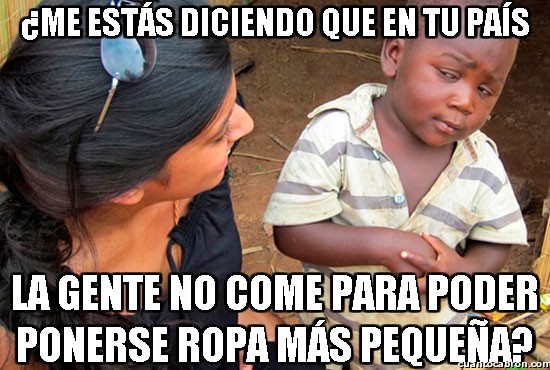 ¿ME ESTÁS DICIENDO QUE EN TU PAÍS
LA GENTE NO COME PARA PODER
PONERSE ROPA MÁS PEQUEÑA?
cuantocabron.com